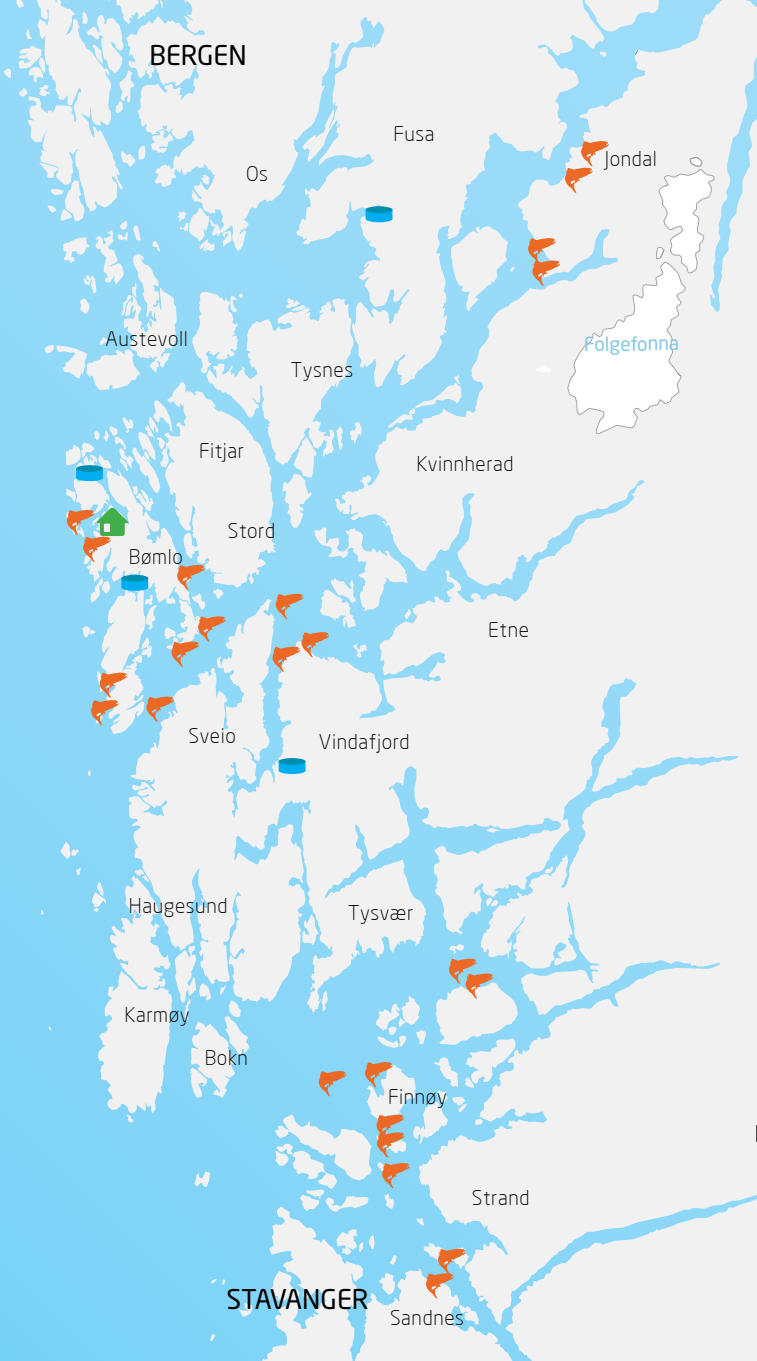 BERGEN
Fusa
Jondal
Os
Austevoll
Folgefonna
Tysnes
Fitjar
Kvinnherad
Stord
Bømlo
Etne
Sveio
Vindafjord
Haugesund
Tysvær
Karmøy
Bokn
Finnøy
Strand
STAVANGER
Sandnes